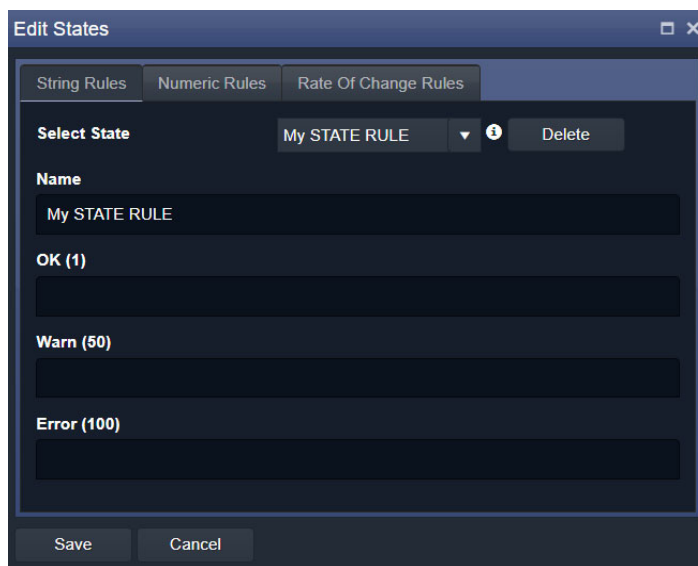 Edit States
String Rules Numeric Rules Rate Of Change Rules
Select State My STATE RULE Delete
Name
My STATE RULE
OK (1)
Warn (50)
Error (100)
Save Cancel